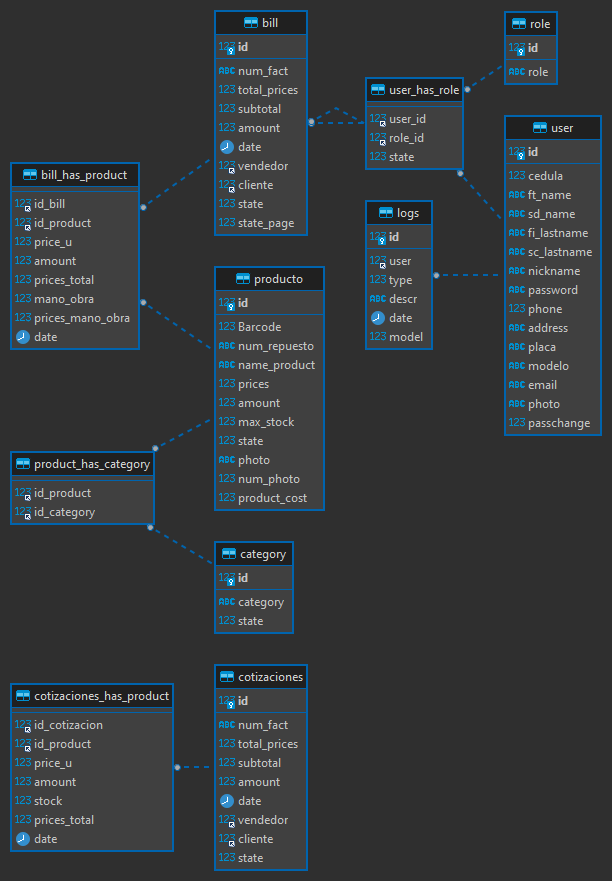 bill
123 id
ABC num_fact
123 total_prices
123 subtotal
123 amount
date
123 vendedor
123 cliente
123 state
123 state_page
role
123 id
ABC role
user_has_role
123 user_id
123 role_id
123 state
user
123 id
123 cedula
ABC ft_name
ABC sd_name
ABC fi_lastname
ABC sc_lastname
ABC nickname
ABC password
123 phone
ABC address
ABC placa
ABC modelo
ABC email
ABC photo
123 passchange
bill_has_product
123 id_bill
123 id_product
123 price_u
123 amount
123 prices_total
123 mano_obra
123 prices_mano_obra
date
logs
123 id
123 user
123 type
ABC descr
date
123 model
producto
123 id
123 Barcode
ABC num_repuesto
ABC name_product
123 prices
123 amount
123 max_stock
123 state
ABC photo
123 num_photo
123 product_cost
product_has_category
123 id_product
123 id_category
category
123 id
ABC category
123 state
cotizaciones_has_product
123 id_cotizacion
123 id_product
123 price_u
123 amount
123 stock
123 prices_total
date
cotizaciones
123 id
ABC num_fact
123 total_prices
123 subtotal
123 amount
date
123 vendedor
123 cliente
123 state